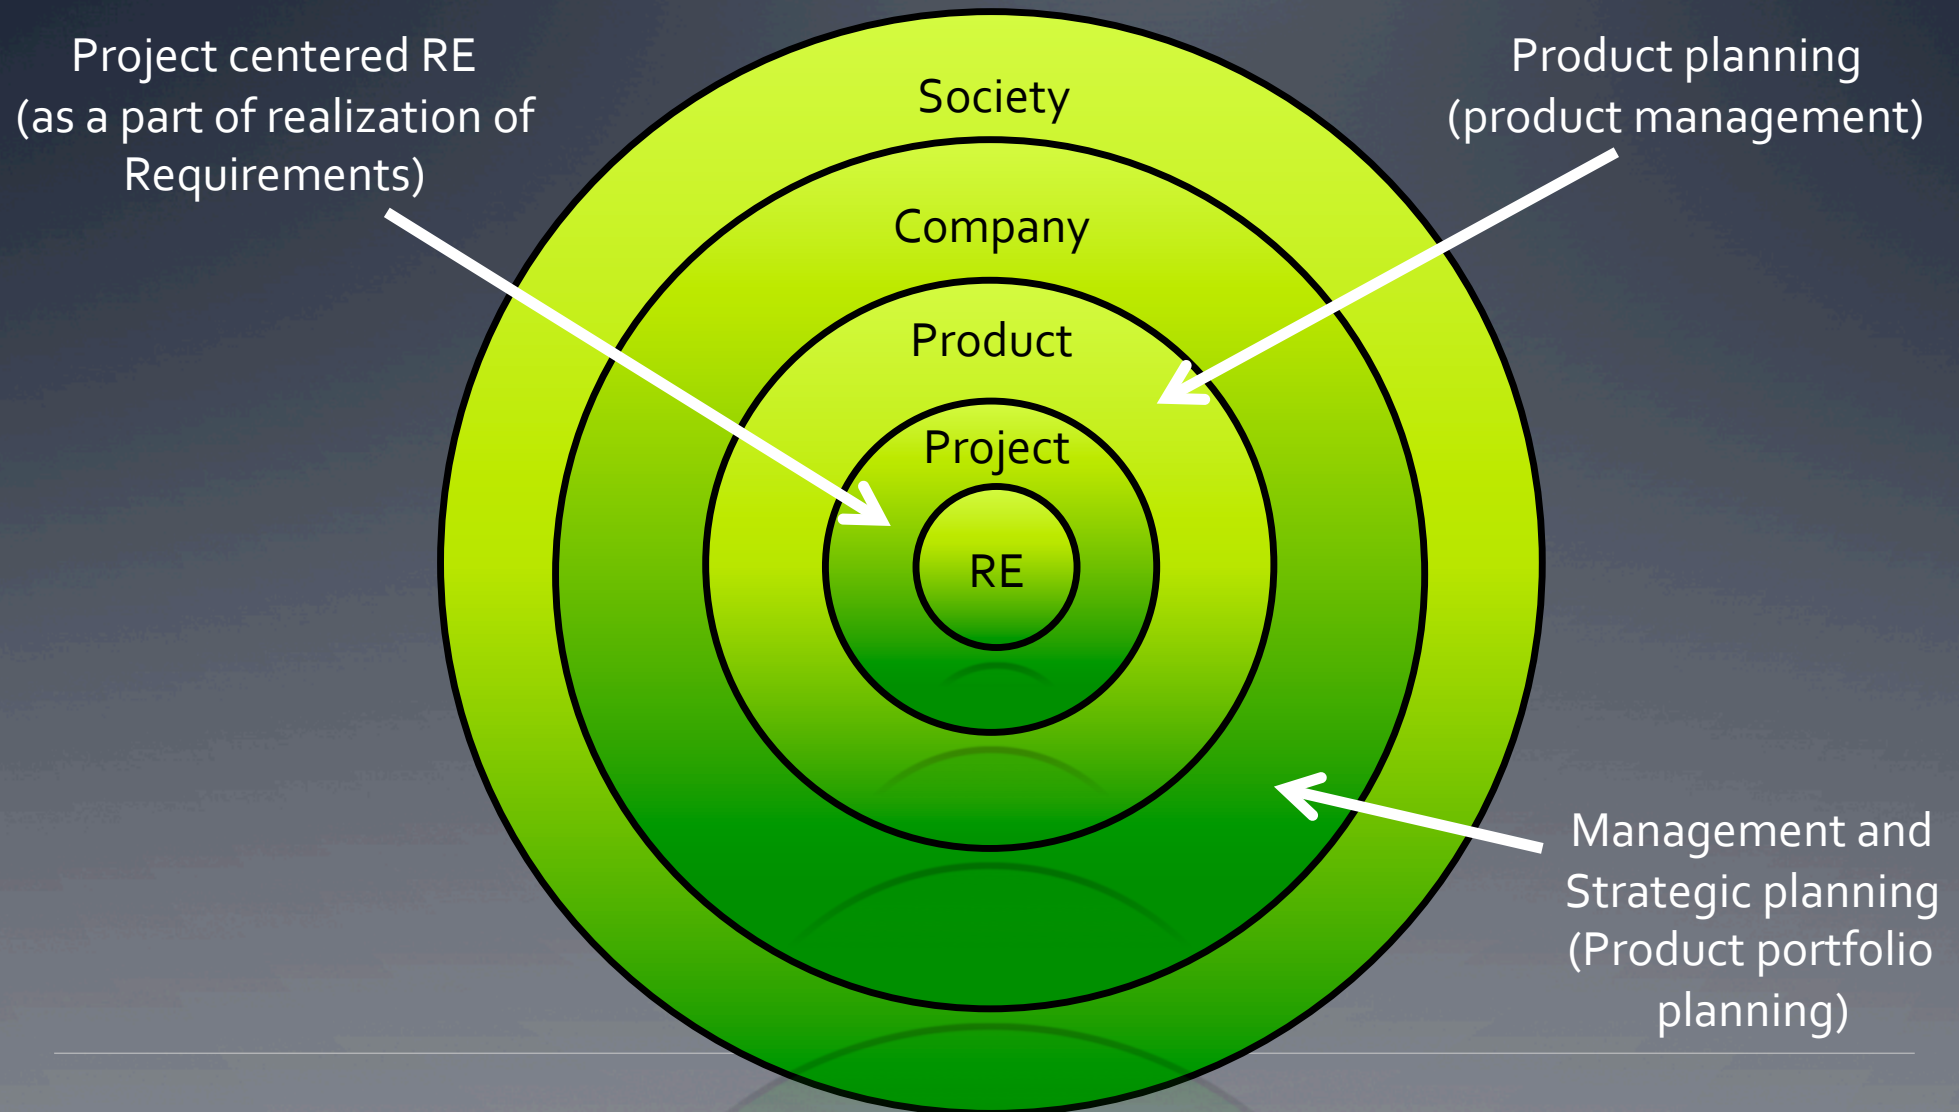 Project centered RE
(as a part of realization of
Requirements)
Product planning
(product management)
Society
Company
Product
Project
RE
Management and
Strategic planning
(Product portfolio
planning)